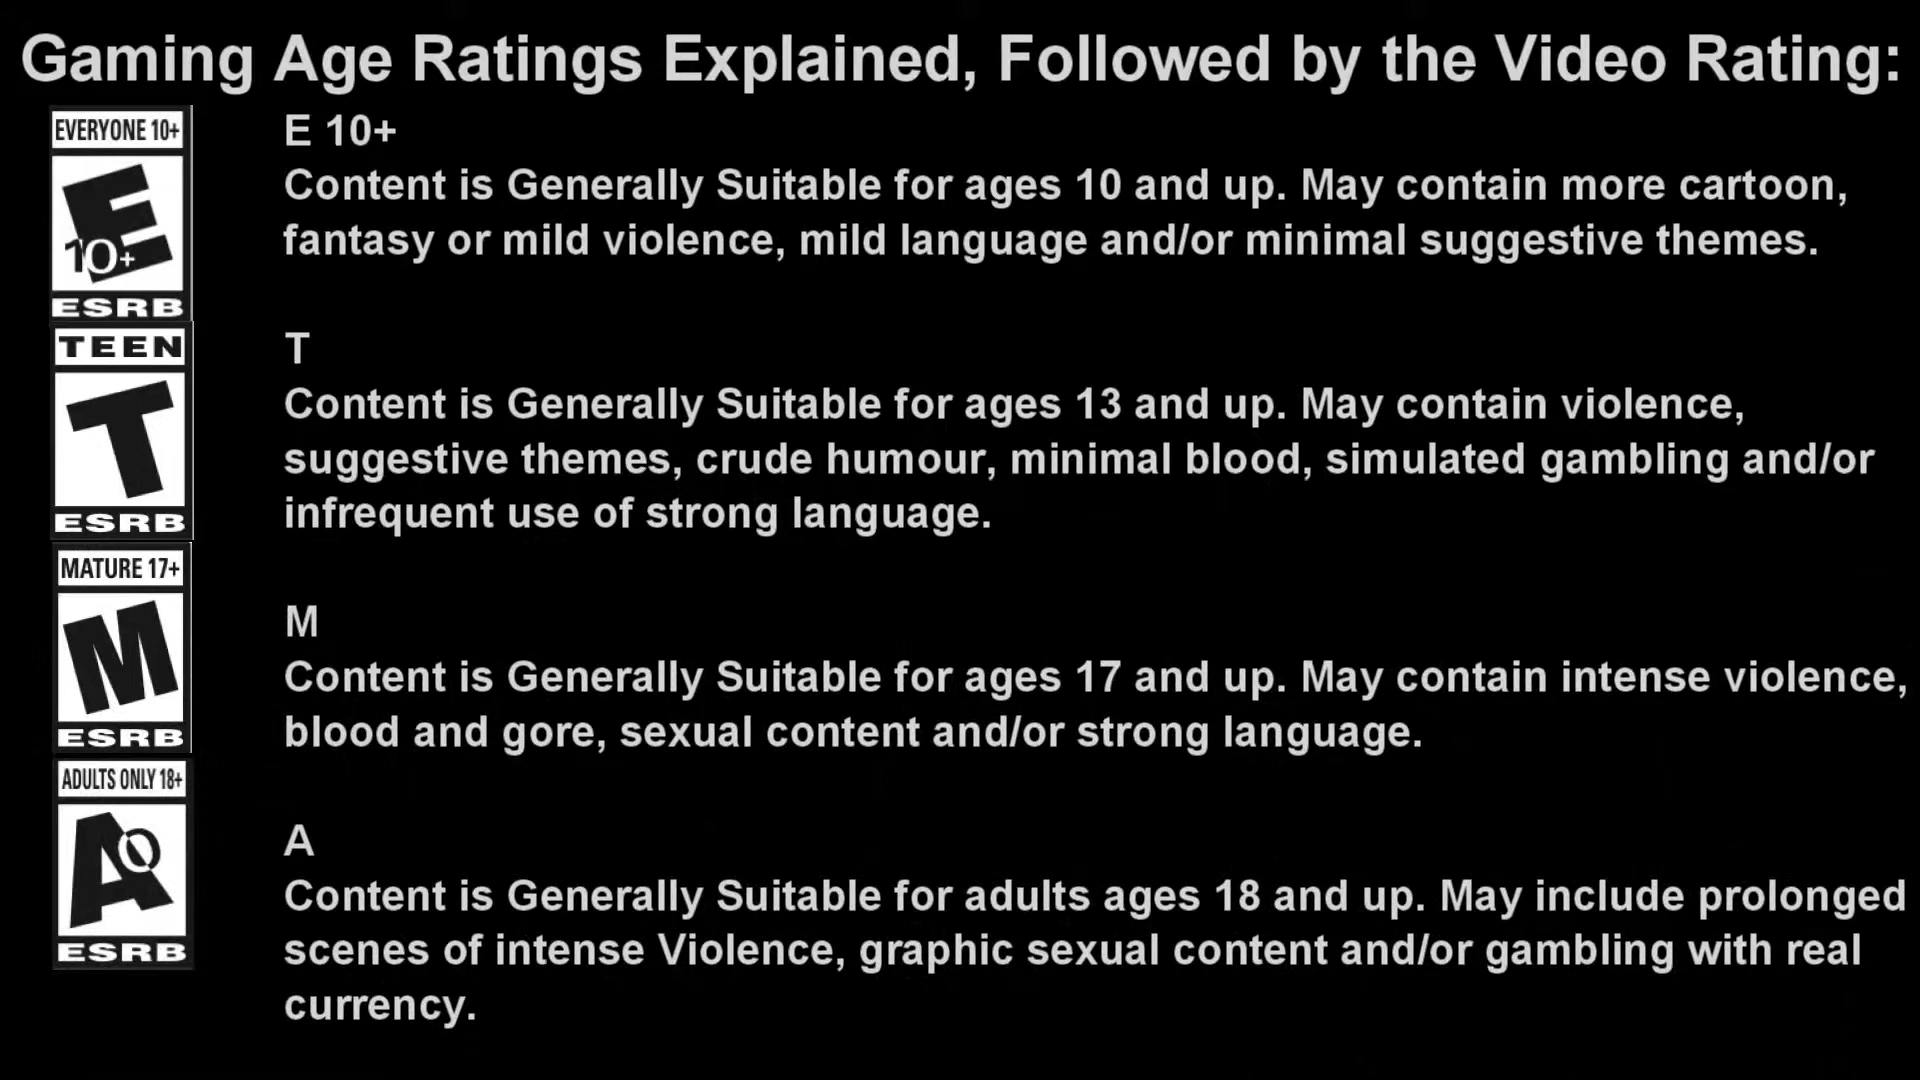 Gaming Age Ratings Explained, Followed by the Video Rating:
EVERYONE 10+
E
10+
ESRB
E 10+
Content is Generally Suitable for ages 10 and up. May contain more cartoon,
fantasy or mild violence, mild language and/or minimal suggestive themes.
TEEN
T
ESRB
T
Content is Generally Suitable for ages 13 and up. May contain violence,
suggestive themes, crude humour, minimal blood, simulated gambling and/or
infrequent use of strong language.
MATURE 17+
M
ESRB
M
Content is Generally Suitable for ages 17 and up. May contain intense violence,
blood and gore, sexual content and/or strong language.
ADULTS ONLY 18+
AO
ESRB
A
Content is Generally Suitable for adults ages 18 and up. May include prolonged
scenes of intense Violence, graphic sexual content and/or gambling with real
currency.